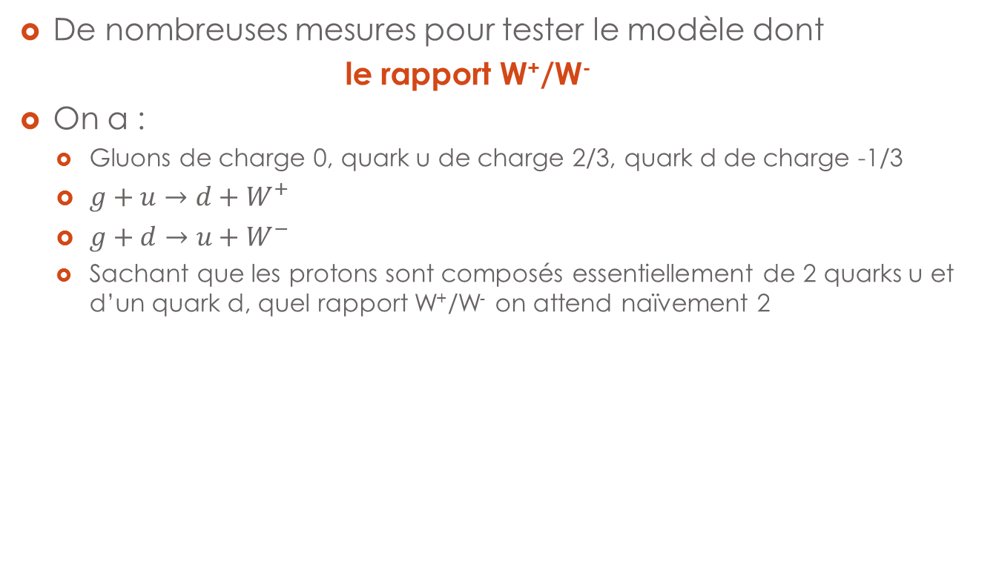 De nombreuses mesures pour tester le modèle dont
le rapport W⁺/W⁻
On a :
Gluons de charge 0, quark u de charge 2/3, quark d de charge -1/3
g + u → d + W⁺
g + d → u + W⁻
Sachant que les protons sont composés essentiellement de 2 quarks u et
d’un quark d, quel rapport W⁺/W⁻ on attend naïvement 2